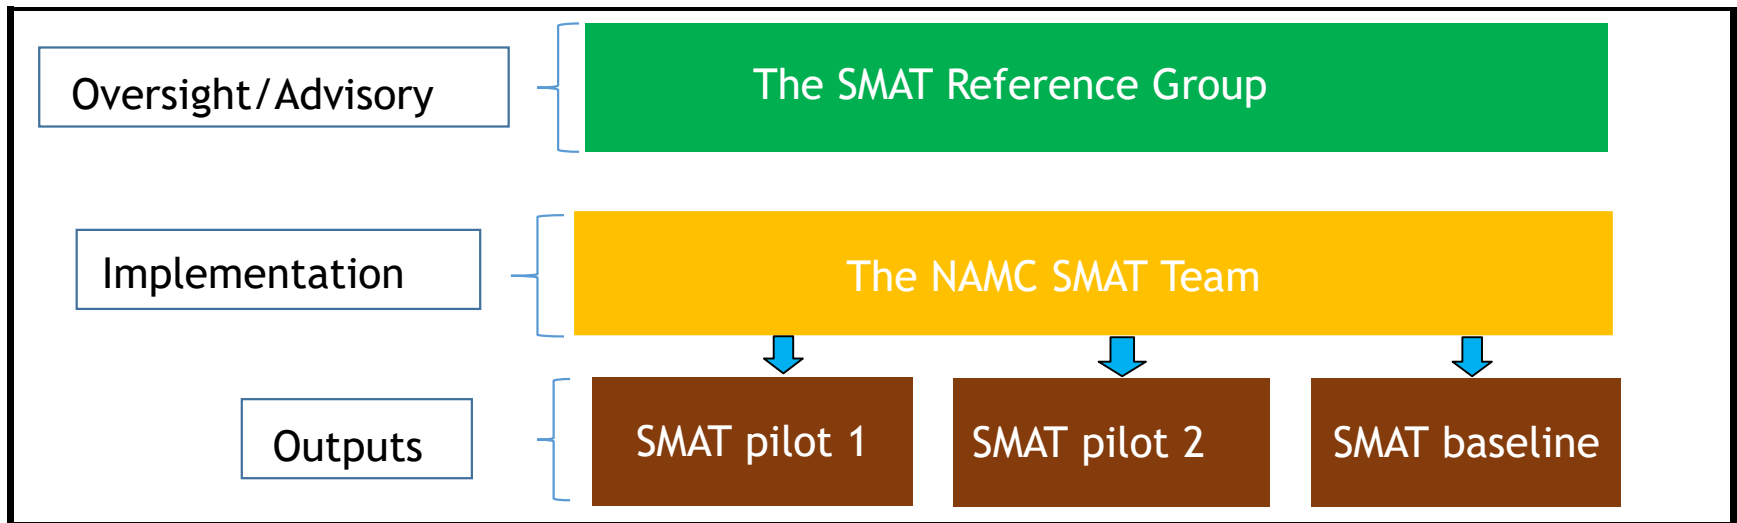 Oversight/Advisory
The SMAT Reference Group
Implementation
The NAMC SMAT Team
Outputs
SMAT pilot 1
SMAT pilot 2
SMAT baseline